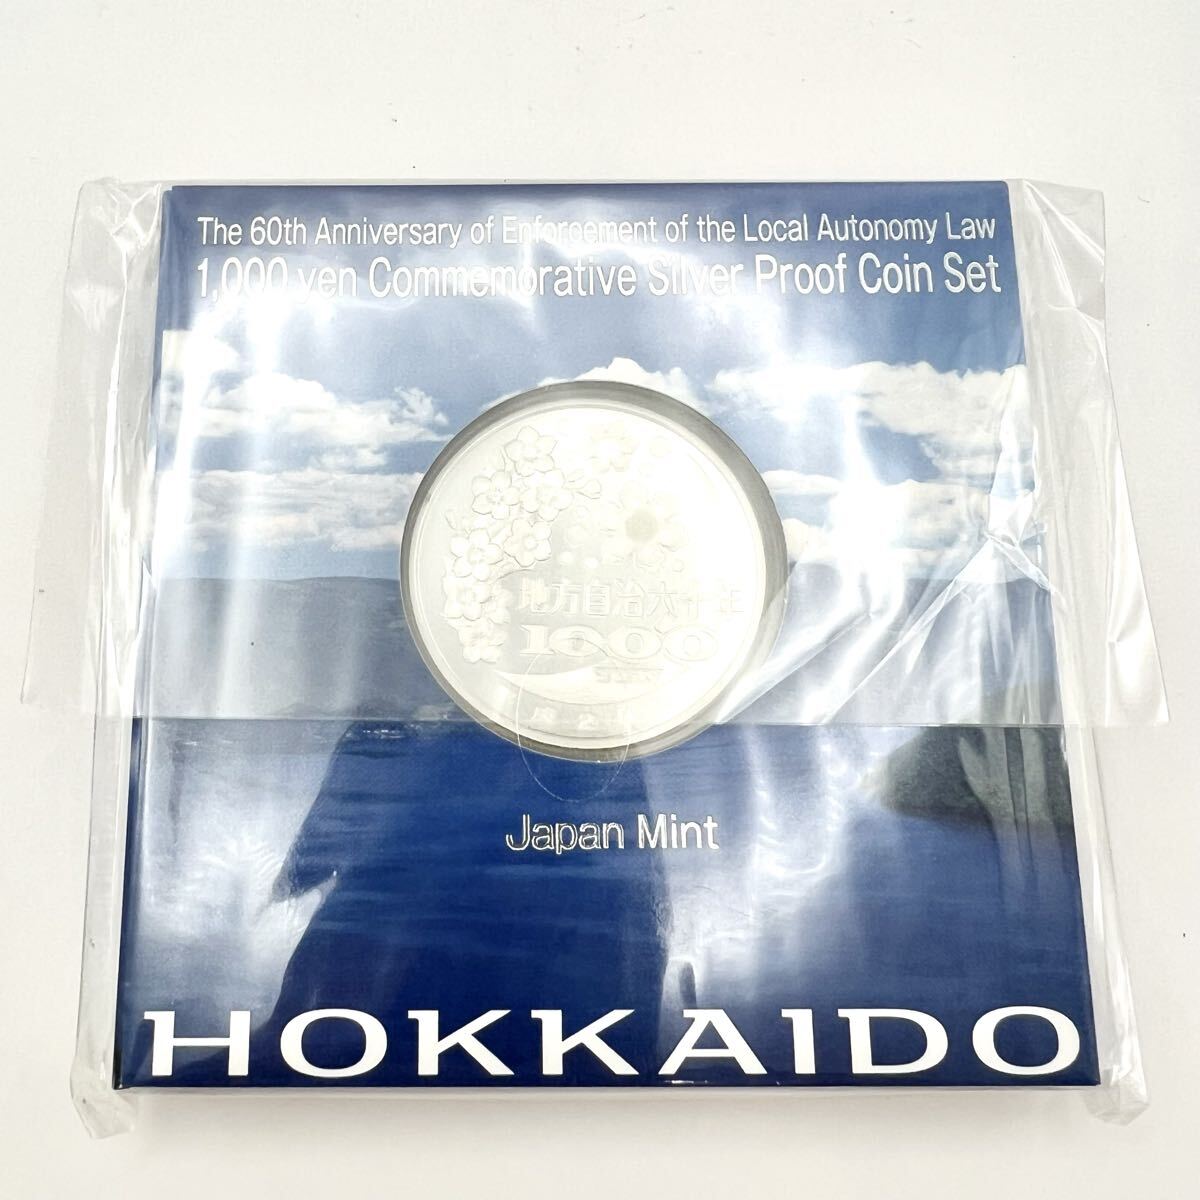 The 60th Anniversary of Enforcement of the Local Autonomy Law
1,000 yen Commemorative Silver Proof Coin Set
地方自治六十年
1000
Japan Mint
HOKKAIDO